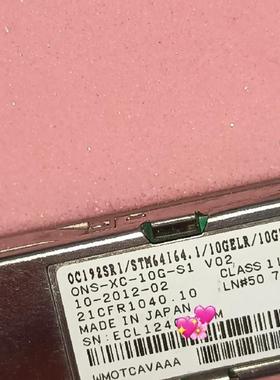 OC192SR1/STM64I64.1/10GELR/10G
ONS-XC-10G-S1 V02
10-2012-02 CLASS 1 L
21CFR1040.10 LN#50 7
MADE IN JAPAN
SN:ECL124
WMOTCAVAAA